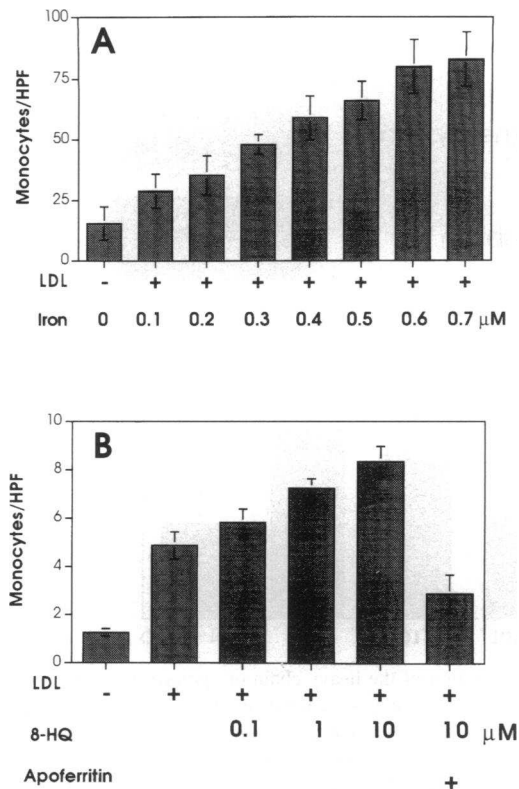 A
Monocytes/HPF
100
75
50
25
0
LDL - + + + + + + +
Iron 0 0.1 0.2 0.3 0.4 0.5 0.6 0.7 μM
B
Monocytes/HPF
10
8
6
4
2
0
LDL - + + + + +
8-HQ 0.1 1 10 10 μM
Apoferritin +